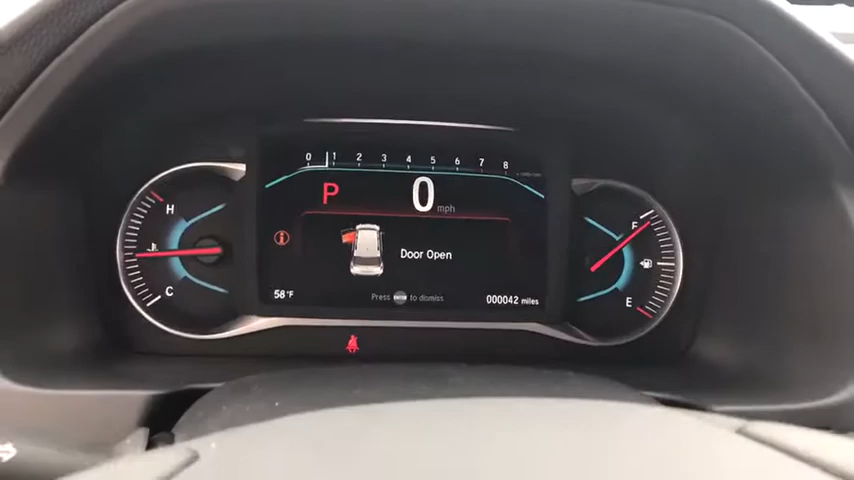 0 1 2 3 4 5 6 7 8
P 0 mph
H
F
Door Open
C
58°F
Press ENTER to dismiss
000042 miles
E